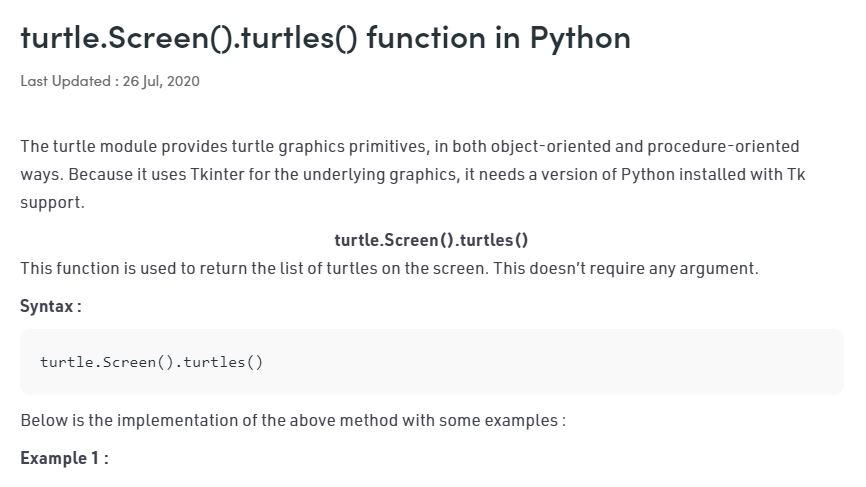 turtle.Screen().turtles() function in Python
Last Updated : 26 Jul, 2020
The turtle module provides turtle graphics primitives, in both object-oriented and procedure-oriented
ways. Because it uses Tkinter for the underlying graphics, it needs a version of Python installed with Tk
support.
turtle.Screen().turtles()
This function is used to return the list of turtles on the screen. This doesn’t require any argument.
Syntax :
turtle.Screen().turtles()
Below is the implementation of the above method with some examples :
Example 1 :